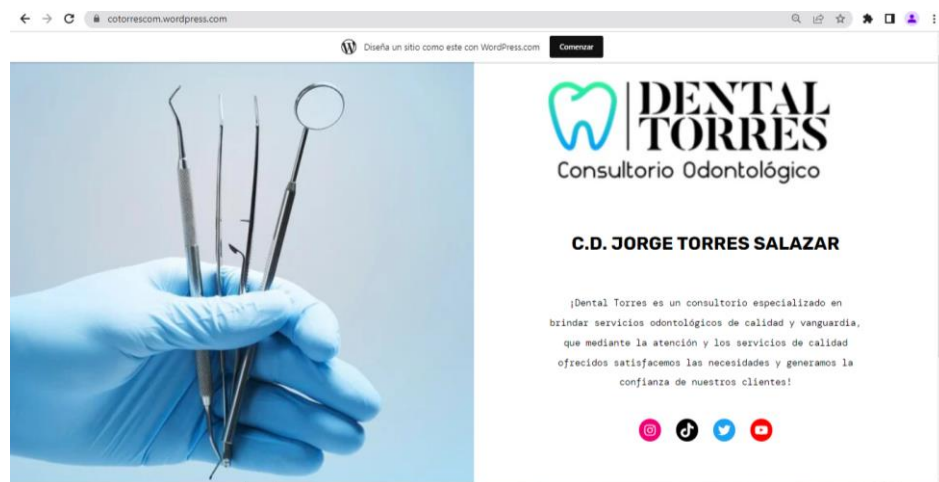 cotorrescom.wordpress.com
Diseña un sitio como este con WordPress.com
Comenzar
DENTAL
TORRES
Consultorio Odontológico
C.D. JORGE TORRES SALAZAR
¡Dental Torres es un consultorio especializado en
brindar servicios odontológicos de calidad y vanguardia,
que mediante la atención y los servicios de calidad
ofrecidos satisfacemos las necesidades y generamos la
confianza de nuestros clientes!